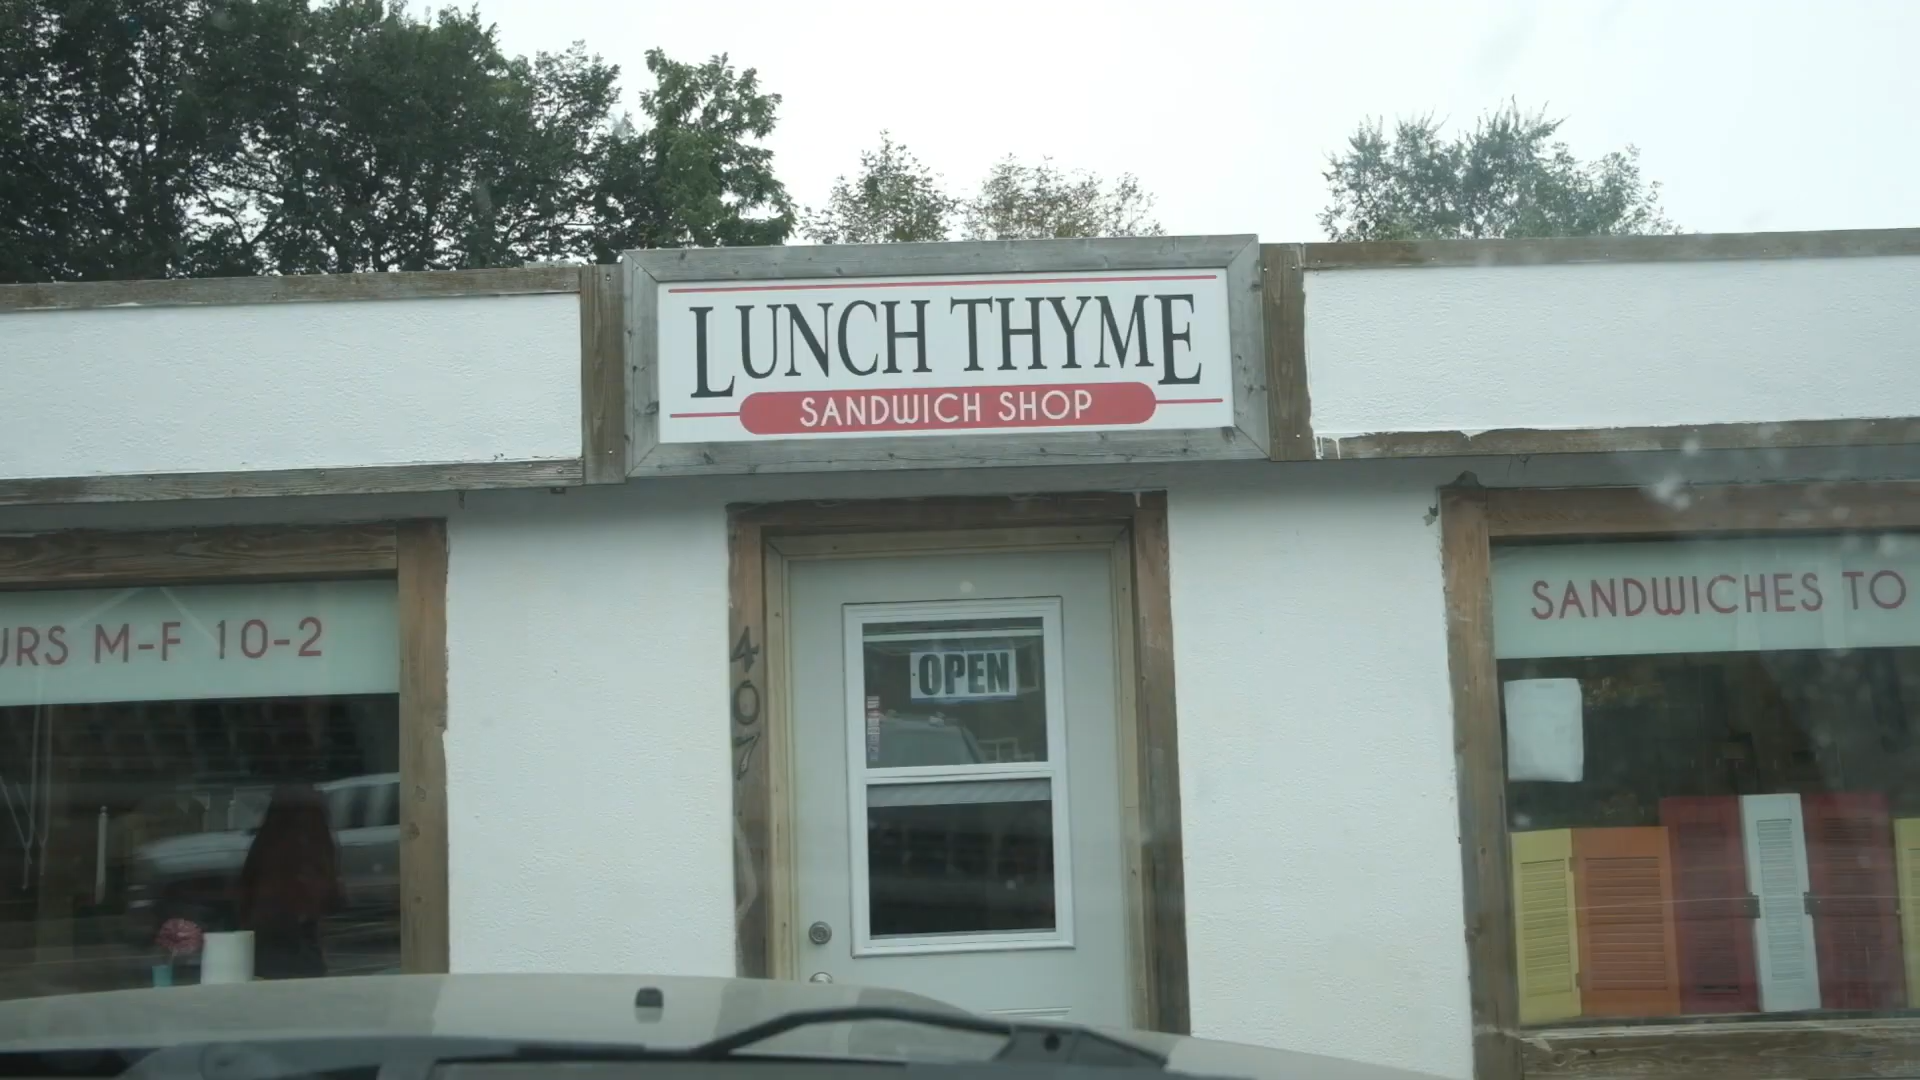 LUNCH THYME
SANDWICH SHOP
URS M-F 10-2
OPEN
SANDWICHES TO
407